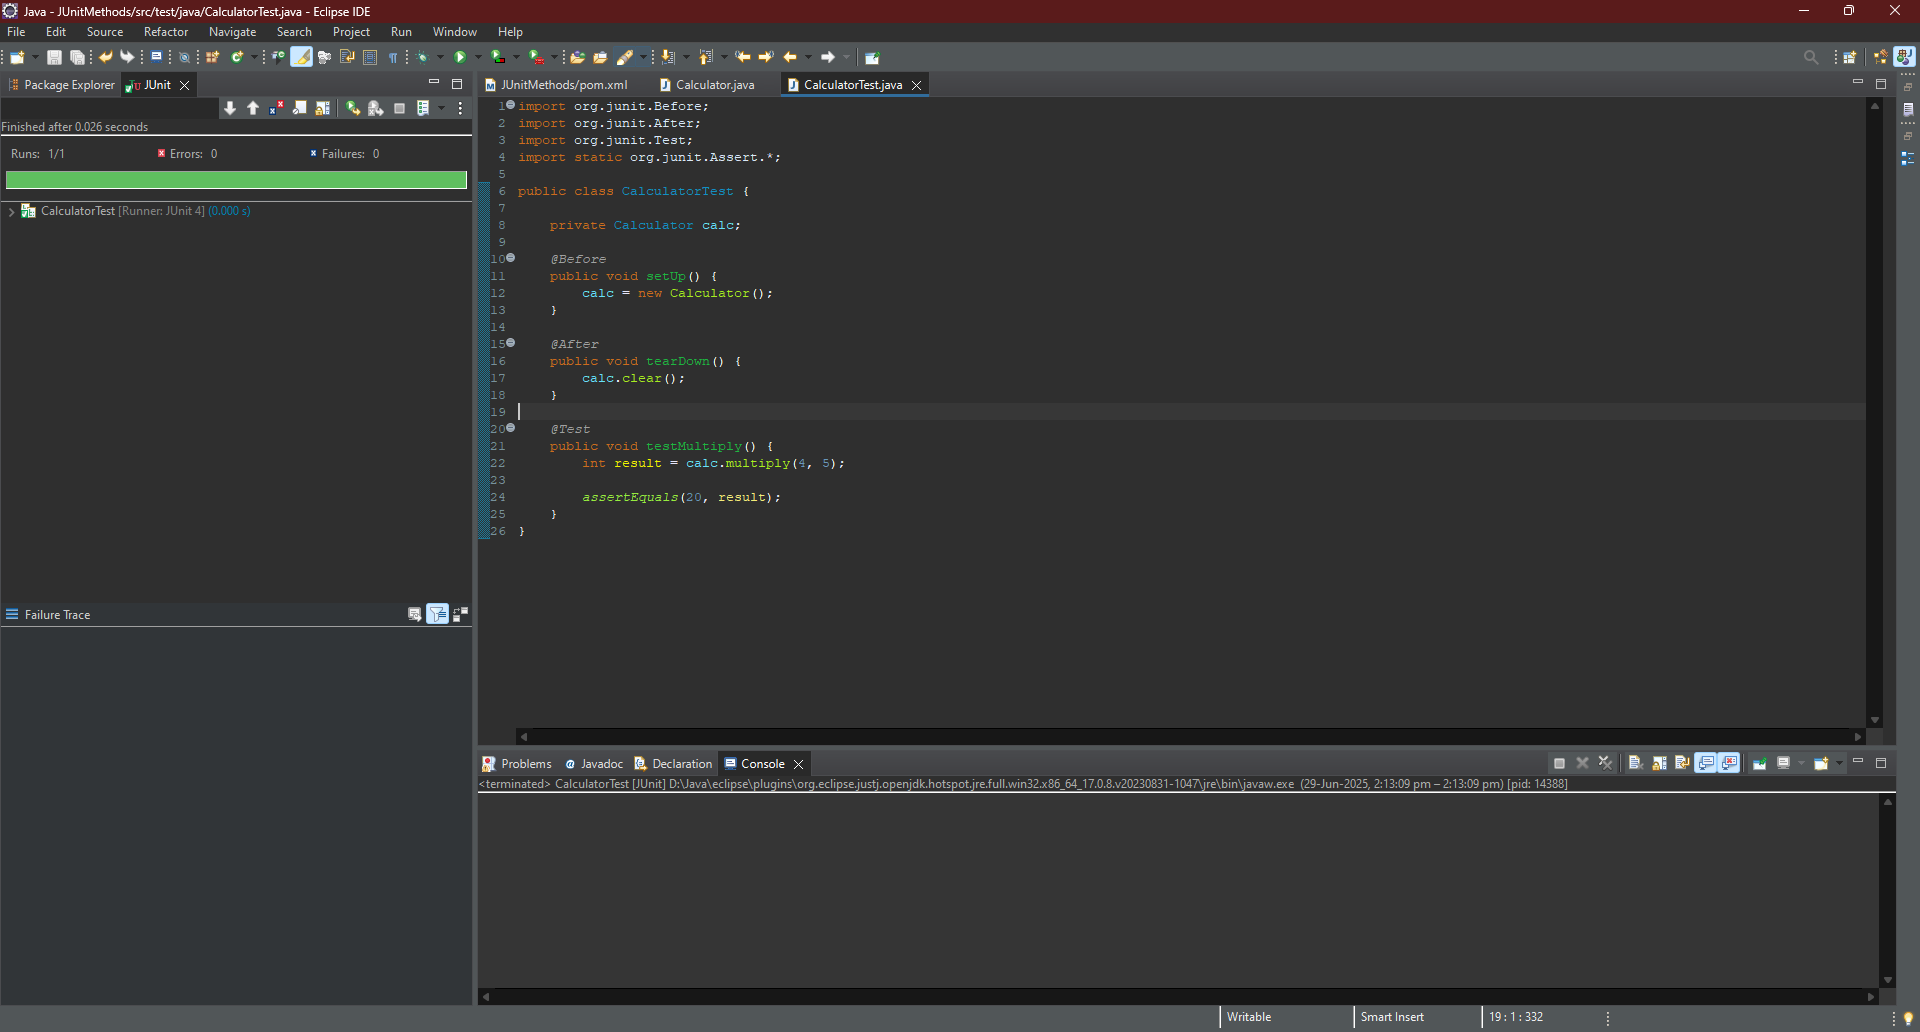 Java - JUnitMethods/src/test/java/CalculatorTest.java - Eclipse IDE
File Edit Source Refactor Navigate Search Project Run Window Help
Package Explorer JUnit
Finished after 0.026 seconds
Runs: 1/1 Errors: 0 Failures: 0
CalculatorTest [Runner: JUnit 4] (0.000 s)
Failure Trace
JUnitMethods/pom.xml Calculator.java CalculatorTest.java
1 import org.junit.Before;
2 import org.junit.After;
3 import org.junit.Test;
4 import static org.junit.Assert.*;
5
6 public class CalculatorTest {
7
8     private Calculator calc;
9
10     @Before
11     public void setUp() {
12         calc = new Calculator();
13     }
14
15     @After
16     public void tearDown() {
17         calc.clear();
18     }
19
20     @Test
21     public void testMultiply() {
22         int result = calc.multiply(4, 5);
23
24         assertEquals(20, result);
25     }
26 }
Problems Javadoc Declaration Console
<terminated> CalculatorTest [JUnit] D:\Java\eclipse\plugins\org.eclipse.justj.openjdk.hotspot.jre.full.win32.x86_64_17.0.8.v20230831-1047\jre\bin\javaw.exe (29-Jun-2025, 2:13:09 pm – 2:13:09 pm) [pid: 14388]
Writable Smart Insert 19 : 1 : 332